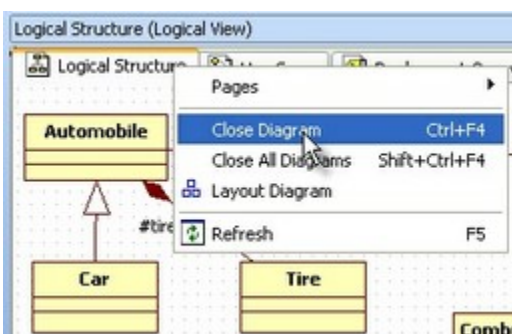 Logical Structure (Logical View)
Logical Structure
Pages
Automobile
Close Diagram Ctrl+F4
Close All Diagrams Shift+Ctrl+F4
Layout Diagram
#tire
Refresh F5
Car
Tire